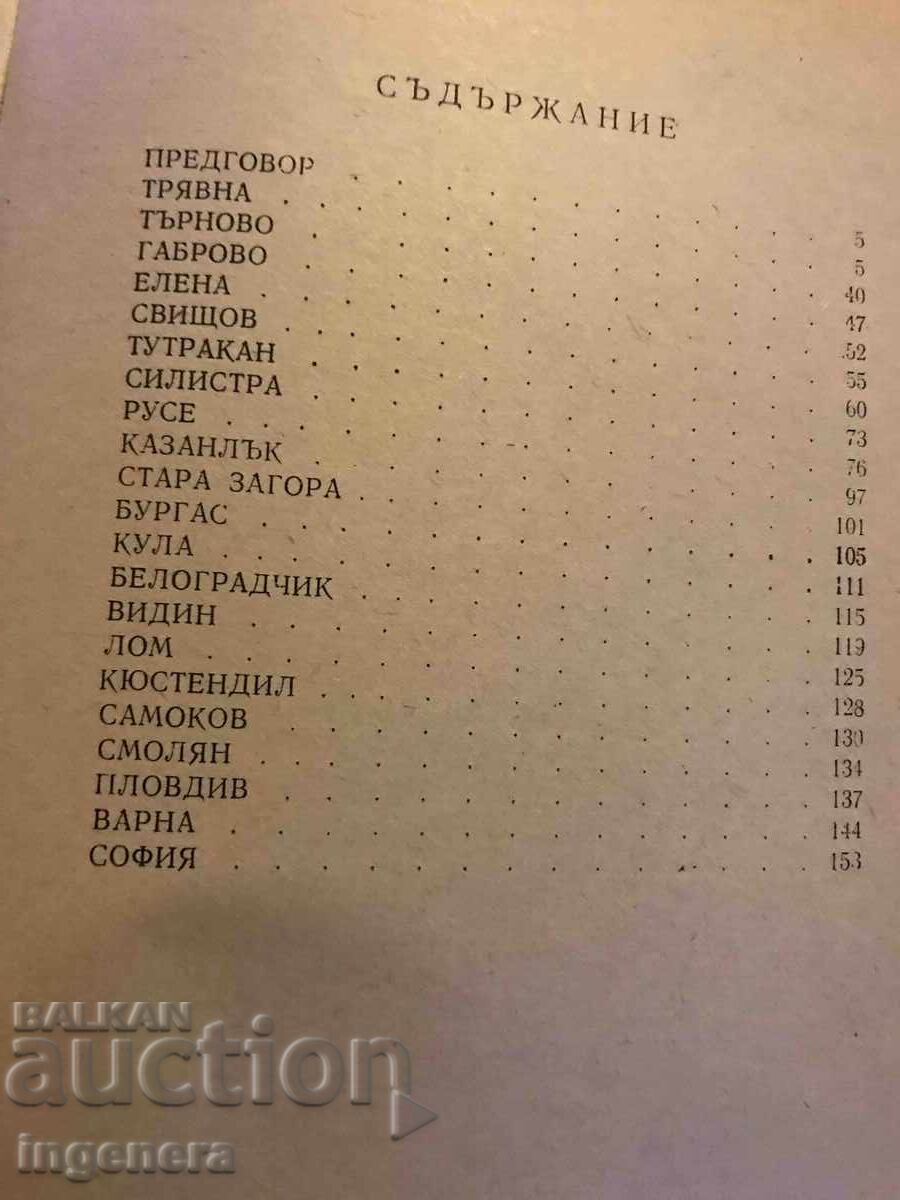 СЪДЪРЖАНИЕ
ПРЕДГОВОР . . . . . 5
ТРЯВНА . . . . . 5
ТЪРНОВО . . . . . 40
ГАБРОВО . . . . . 47
ЕЛЕНА . . . . . 52
СВИЩОВ . . . . . 55
ТУТРАКАН . . . . . 60
СИЛИСТРА . . . . . 73
РУСЕ . . . . . 76
КАЗАНЛЪК . . . . . 97
СТАРА ЗАГОРА . . . . . 101
БУРГАС . . . . . 105
КУЛА . . . . . 111
БЕЛОГРАДЧИК . . . . . 115
ВИДИН . . . . . 119
ЛОМ . . . . . 125
КЮСТЕНДИЛ . . . . . 128
САМОКОВ . . . . . 130
СМОЛЯН . . . . . 134
ПЛОВДИВ . . . . . 137
ВАРНА . . . . . 144
СОФИЯ . . . . . 153
BALKAN
auction
ingenera